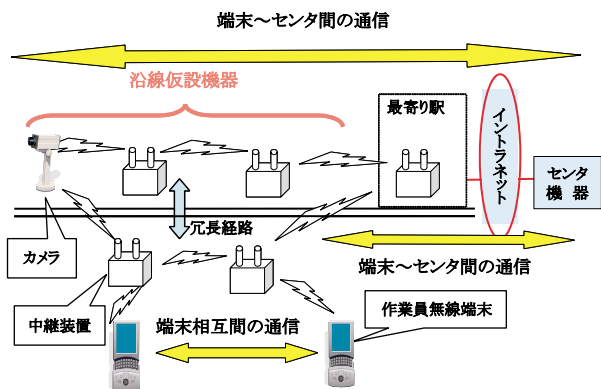 端末～センタ間の通信
沿線仮設機器
最寄り駅
イントラネット
センタ
機 器
冗長経路
カメラ
端末～センタ間の通信
中継装置
端末相互間の通信
作業員無線端末